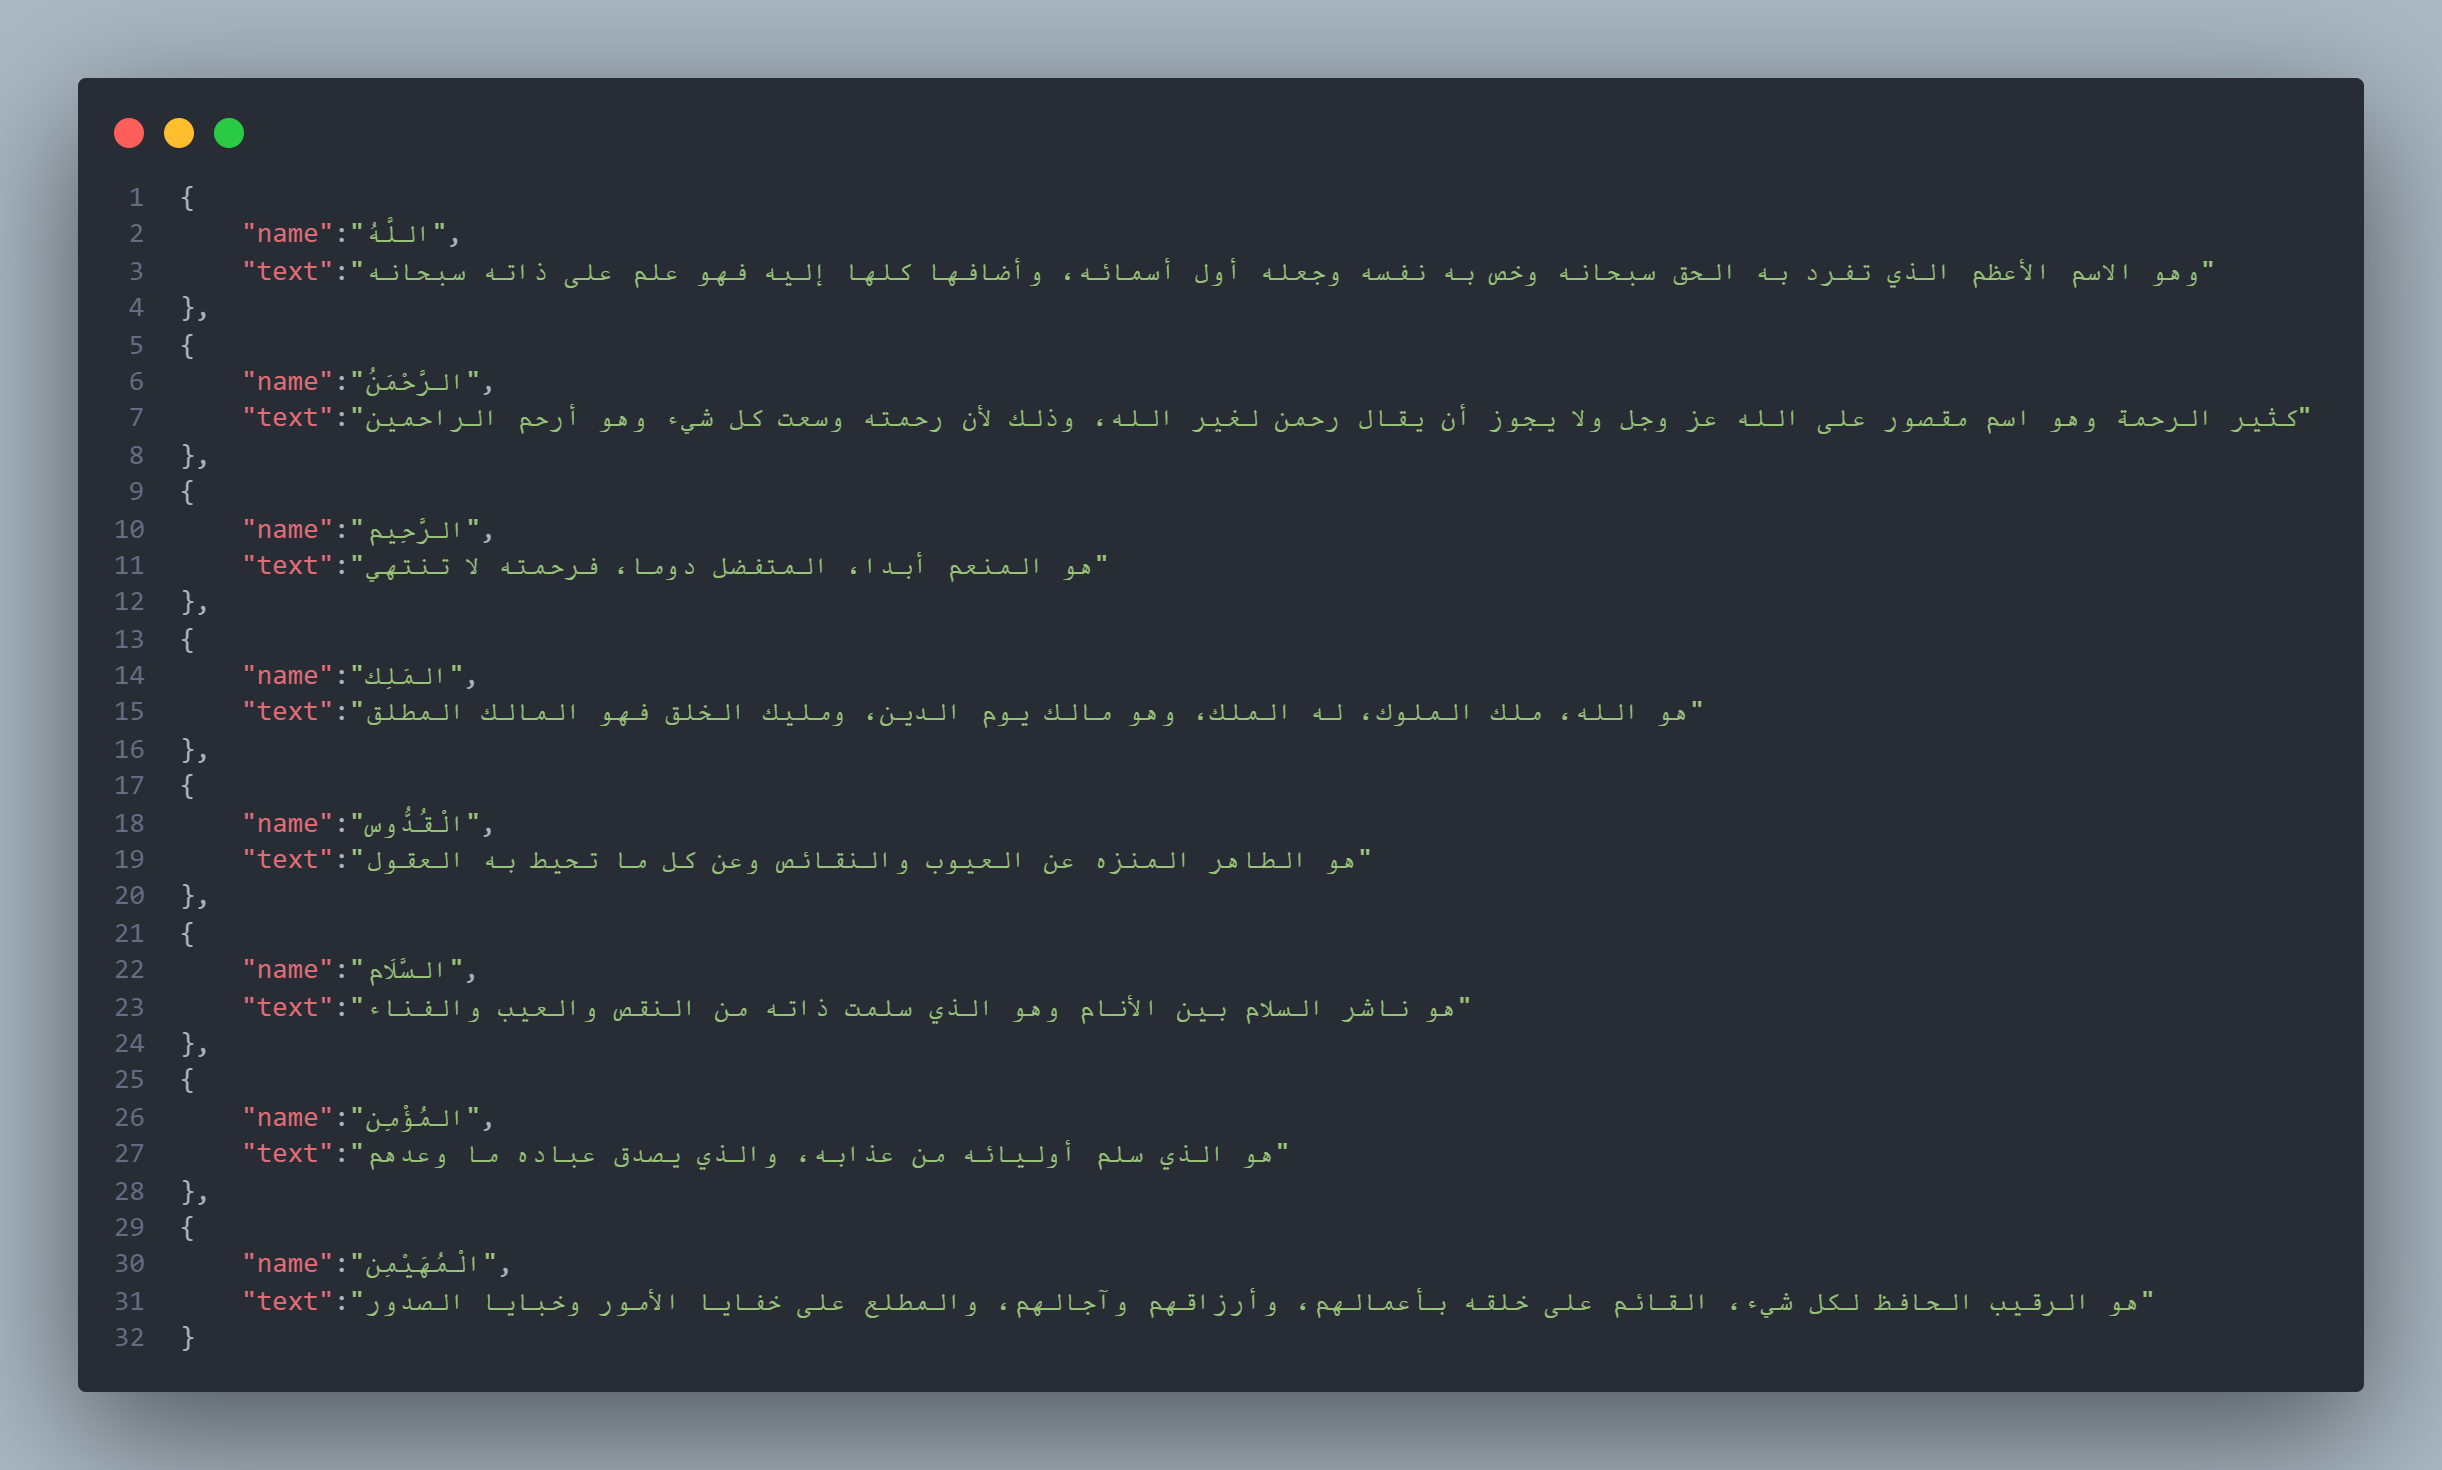 1 {
2     "name":"اللَّهُ",
3     "text":"وهو الاسم الأعظم الذي تفرد به الحق سبحانه وخص به نفسه وجعله أول أسمائه، وأضافها كلها إليه فهو علم على ذاته سبحانه"
4 },
5 {
6     "name":"الرَّحْمَنُ",
7     "text":"كثير الرحمة وهو اسم مقصور على الله عز وجل ولا يجوز أن يقال رحمن لغير الله، وذلك لأن رحمته وسعت كل شيء وهو أرحم الراحمين"
8 },
9 {
10     "name":"الرَّحِيم",
11     "text":"هو المنعم أبدا، المتفضل دوما، فرحمته لا تنتهي"
12 },
13 {
14     "name":"المَلِك",
15     "text":"هو الله، ملك الملوك، له الملك، وهو مالك يوم الدين، ومليك الخلق فهو المالك المطلق"
16 },
17 {
18     "name":"الْقُدُّوس",
19     "text":"هو الطاهر المنزه عن العيوب والنقائص وعن كل ما تحيط به العقول"
20 },
21 {
22     "name":"السَّلَام",
23     "text":"هو ناشر السلام بين الأنام وهو الذي سلمت ذاته من النقص والعيب والفناء"
24 },
25 {
26     "name":"المُؤْمِن",
27     "text":"هو الذي سلم أوليائه من عذابه، والذي يصدق عباده ما وعدهم"
28 },
29 {
30     "name":"الْمُهَيْمِن",
31     "text":"هو الرقيب الحافظ لكل شيء، القائم على خلقه بأعمالهم، وأرزاقهم وآجالهم، والمطلع على خفايا الأمور وخبايا الصدور"
32 }